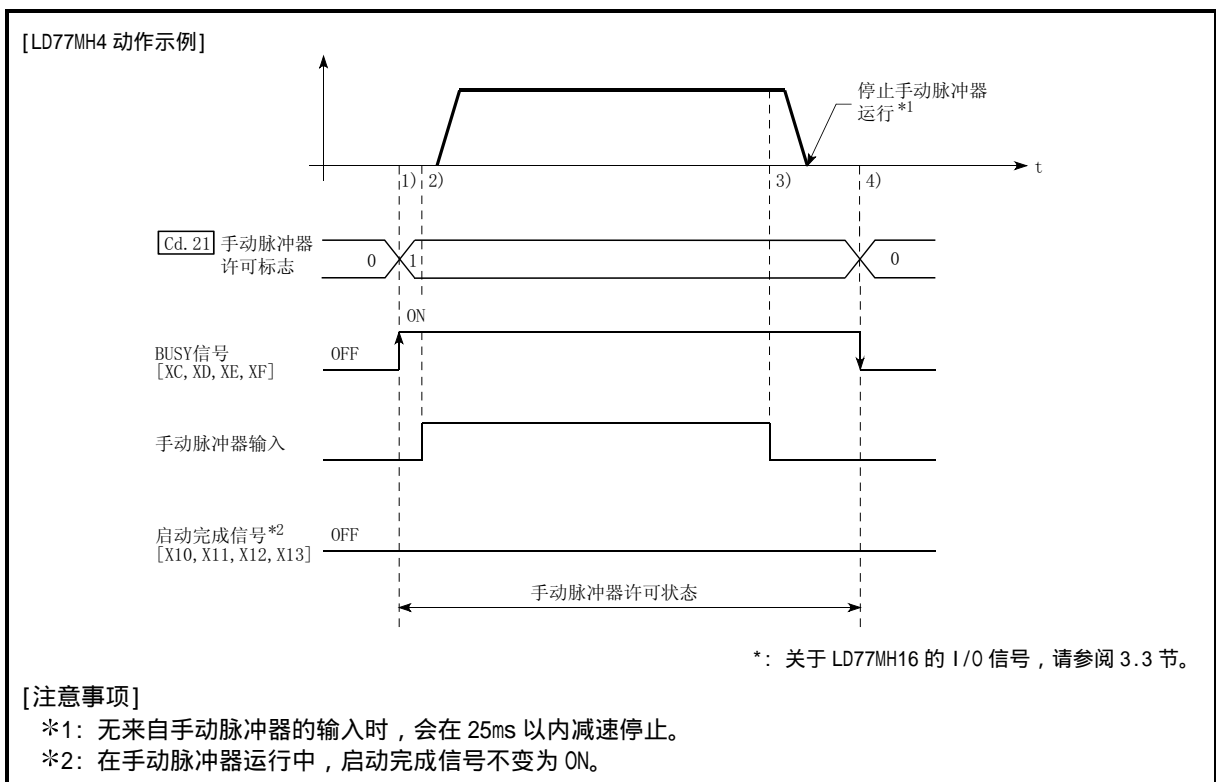 [LD77MH4 动作示例]
停止手动脉冲器
运行*1
t
1) 2) 3) 4)
Cd.21 手动脉冲器
许可标志
0 1 0
ON
BUSY信号 OFF
[XC,XD,XE,XF]
手动脉冲器输入
启动完成信号*2 OFF
[X10,X11,X12,X13]
手动脉冲器许可状态
*: 关于 LD77MH16 的 I/O 信号，请参阅 3.3 节。
[注意事项]
*1: 无来自手动脉冲器的输入时，会在 25ms 以内减速停止。
*2: 在手动脉冲器运行中，启动完成信号不变为 ON。